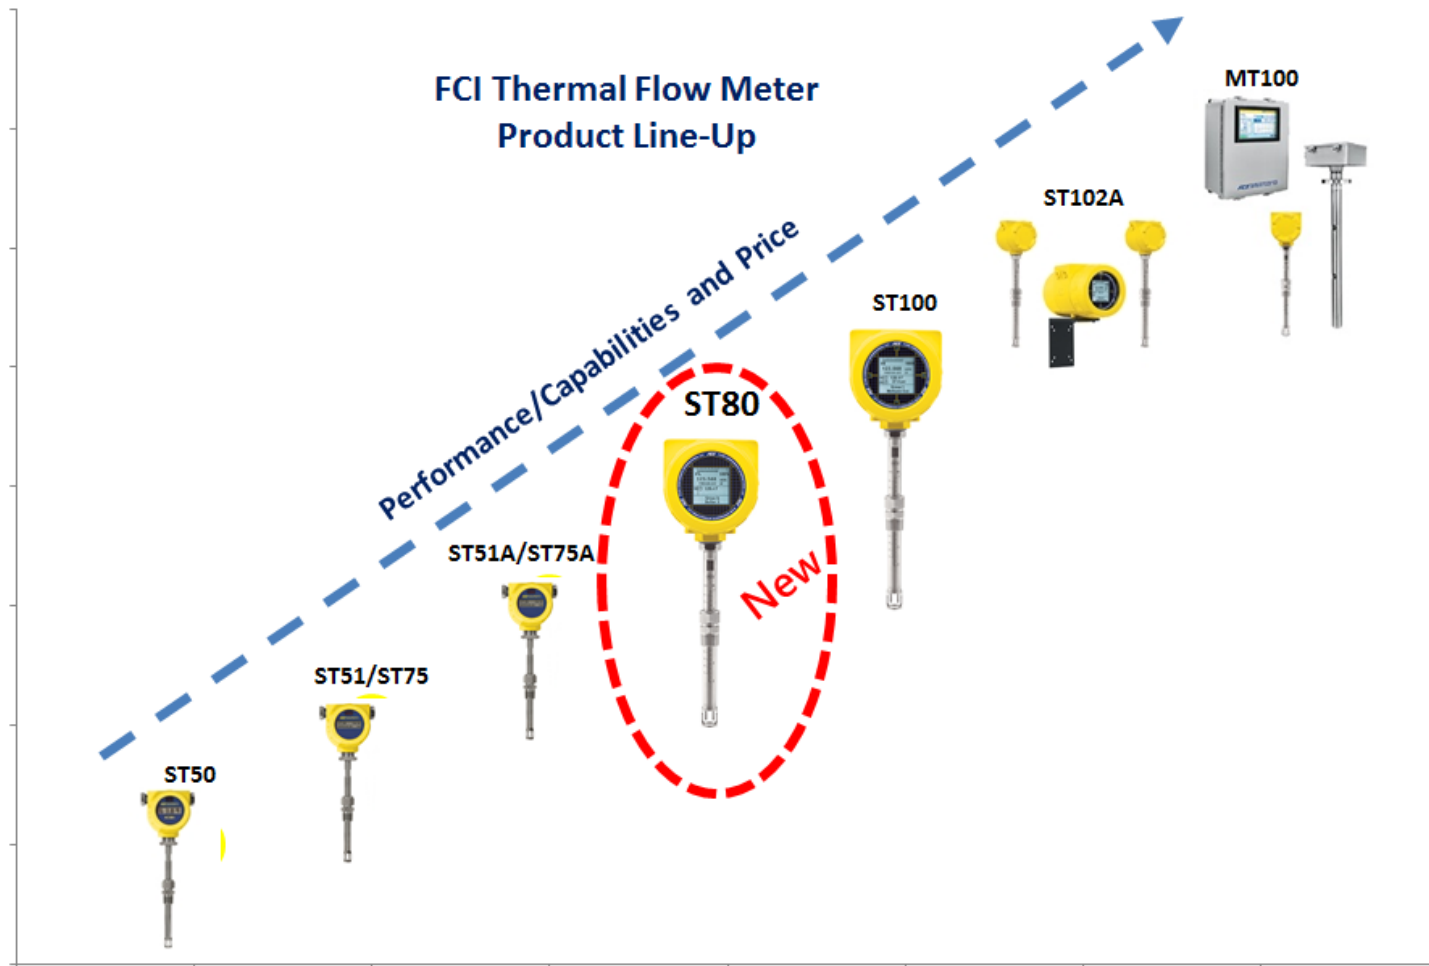 FCI Thermal Flow Meter
Product Line-Up
MT100
ST102A
Performance/Capabilities and Price
ST100
ST80
New
ST51A/ST75A
ST51/ST75
ST50